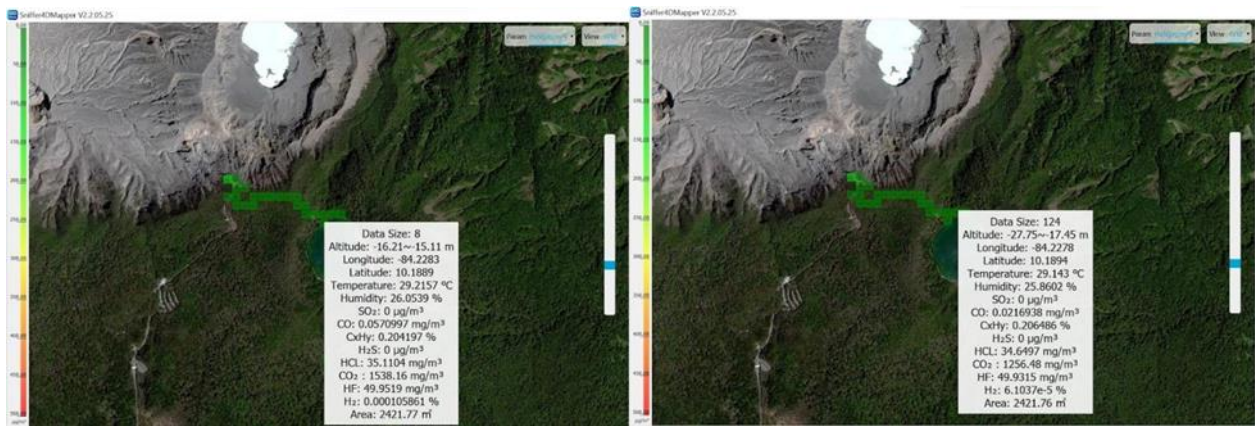 Sniffer4DMapper V2.2.05.25
Param
View
Data Size: 8
Altitude: -16.21~-15.11 m
Longitude: -84.2283
Latitude: 10.1889
Temperature: 29.2157 ºC
Humidity: 26.0539 %
SO₂: 0 μg/m³
CO: 0.0570997 mg/m³
CxHy: 0.204197 %
H₂S: 0 μg/m³
HCL: 35.1104 mg/m³
CO₂ : 1538.16 mg/m³
HF: 49.9519 mg/m³
H₂: 0.000105861 %
Area: 2421.77 ㎡
Sniffer4DMapper V2.2.05.25
Param
View
Data Size: 124
Altitude: -27.75~-17.45 m
Longitude: -84.2278
Latitude: 10.1894
Temperature: 29.143 ºC
Humidity: 25.8602 %
SO₂: 0 μg/m³
CO: 0.0216938 mg/m³
CxHy: 0.206486 %
H₂S: 0 μg/m³
HCL: 34.6497 mg/m³
CO₂ : 1256.48 mg/m³
HF: 49.9315 mg/m³
H₂: 6.1037e-5 %
Area: 2421.76 ㎡